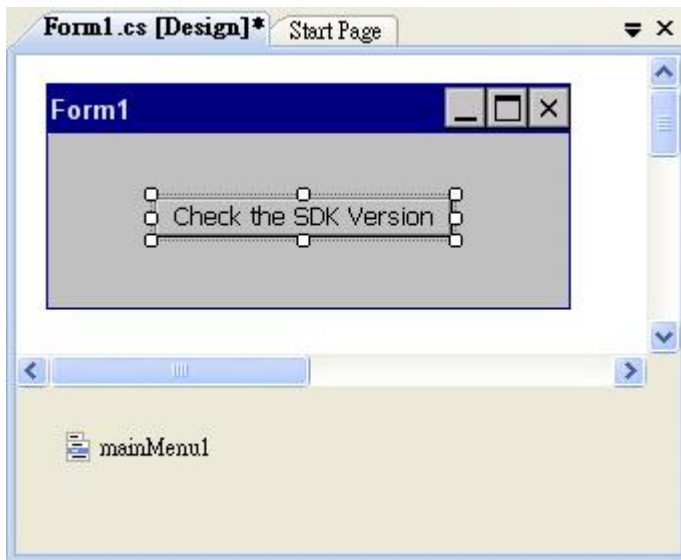 Form1.cs [Design]* Start Page
Form1
Check the SDK Version
mainMenu1